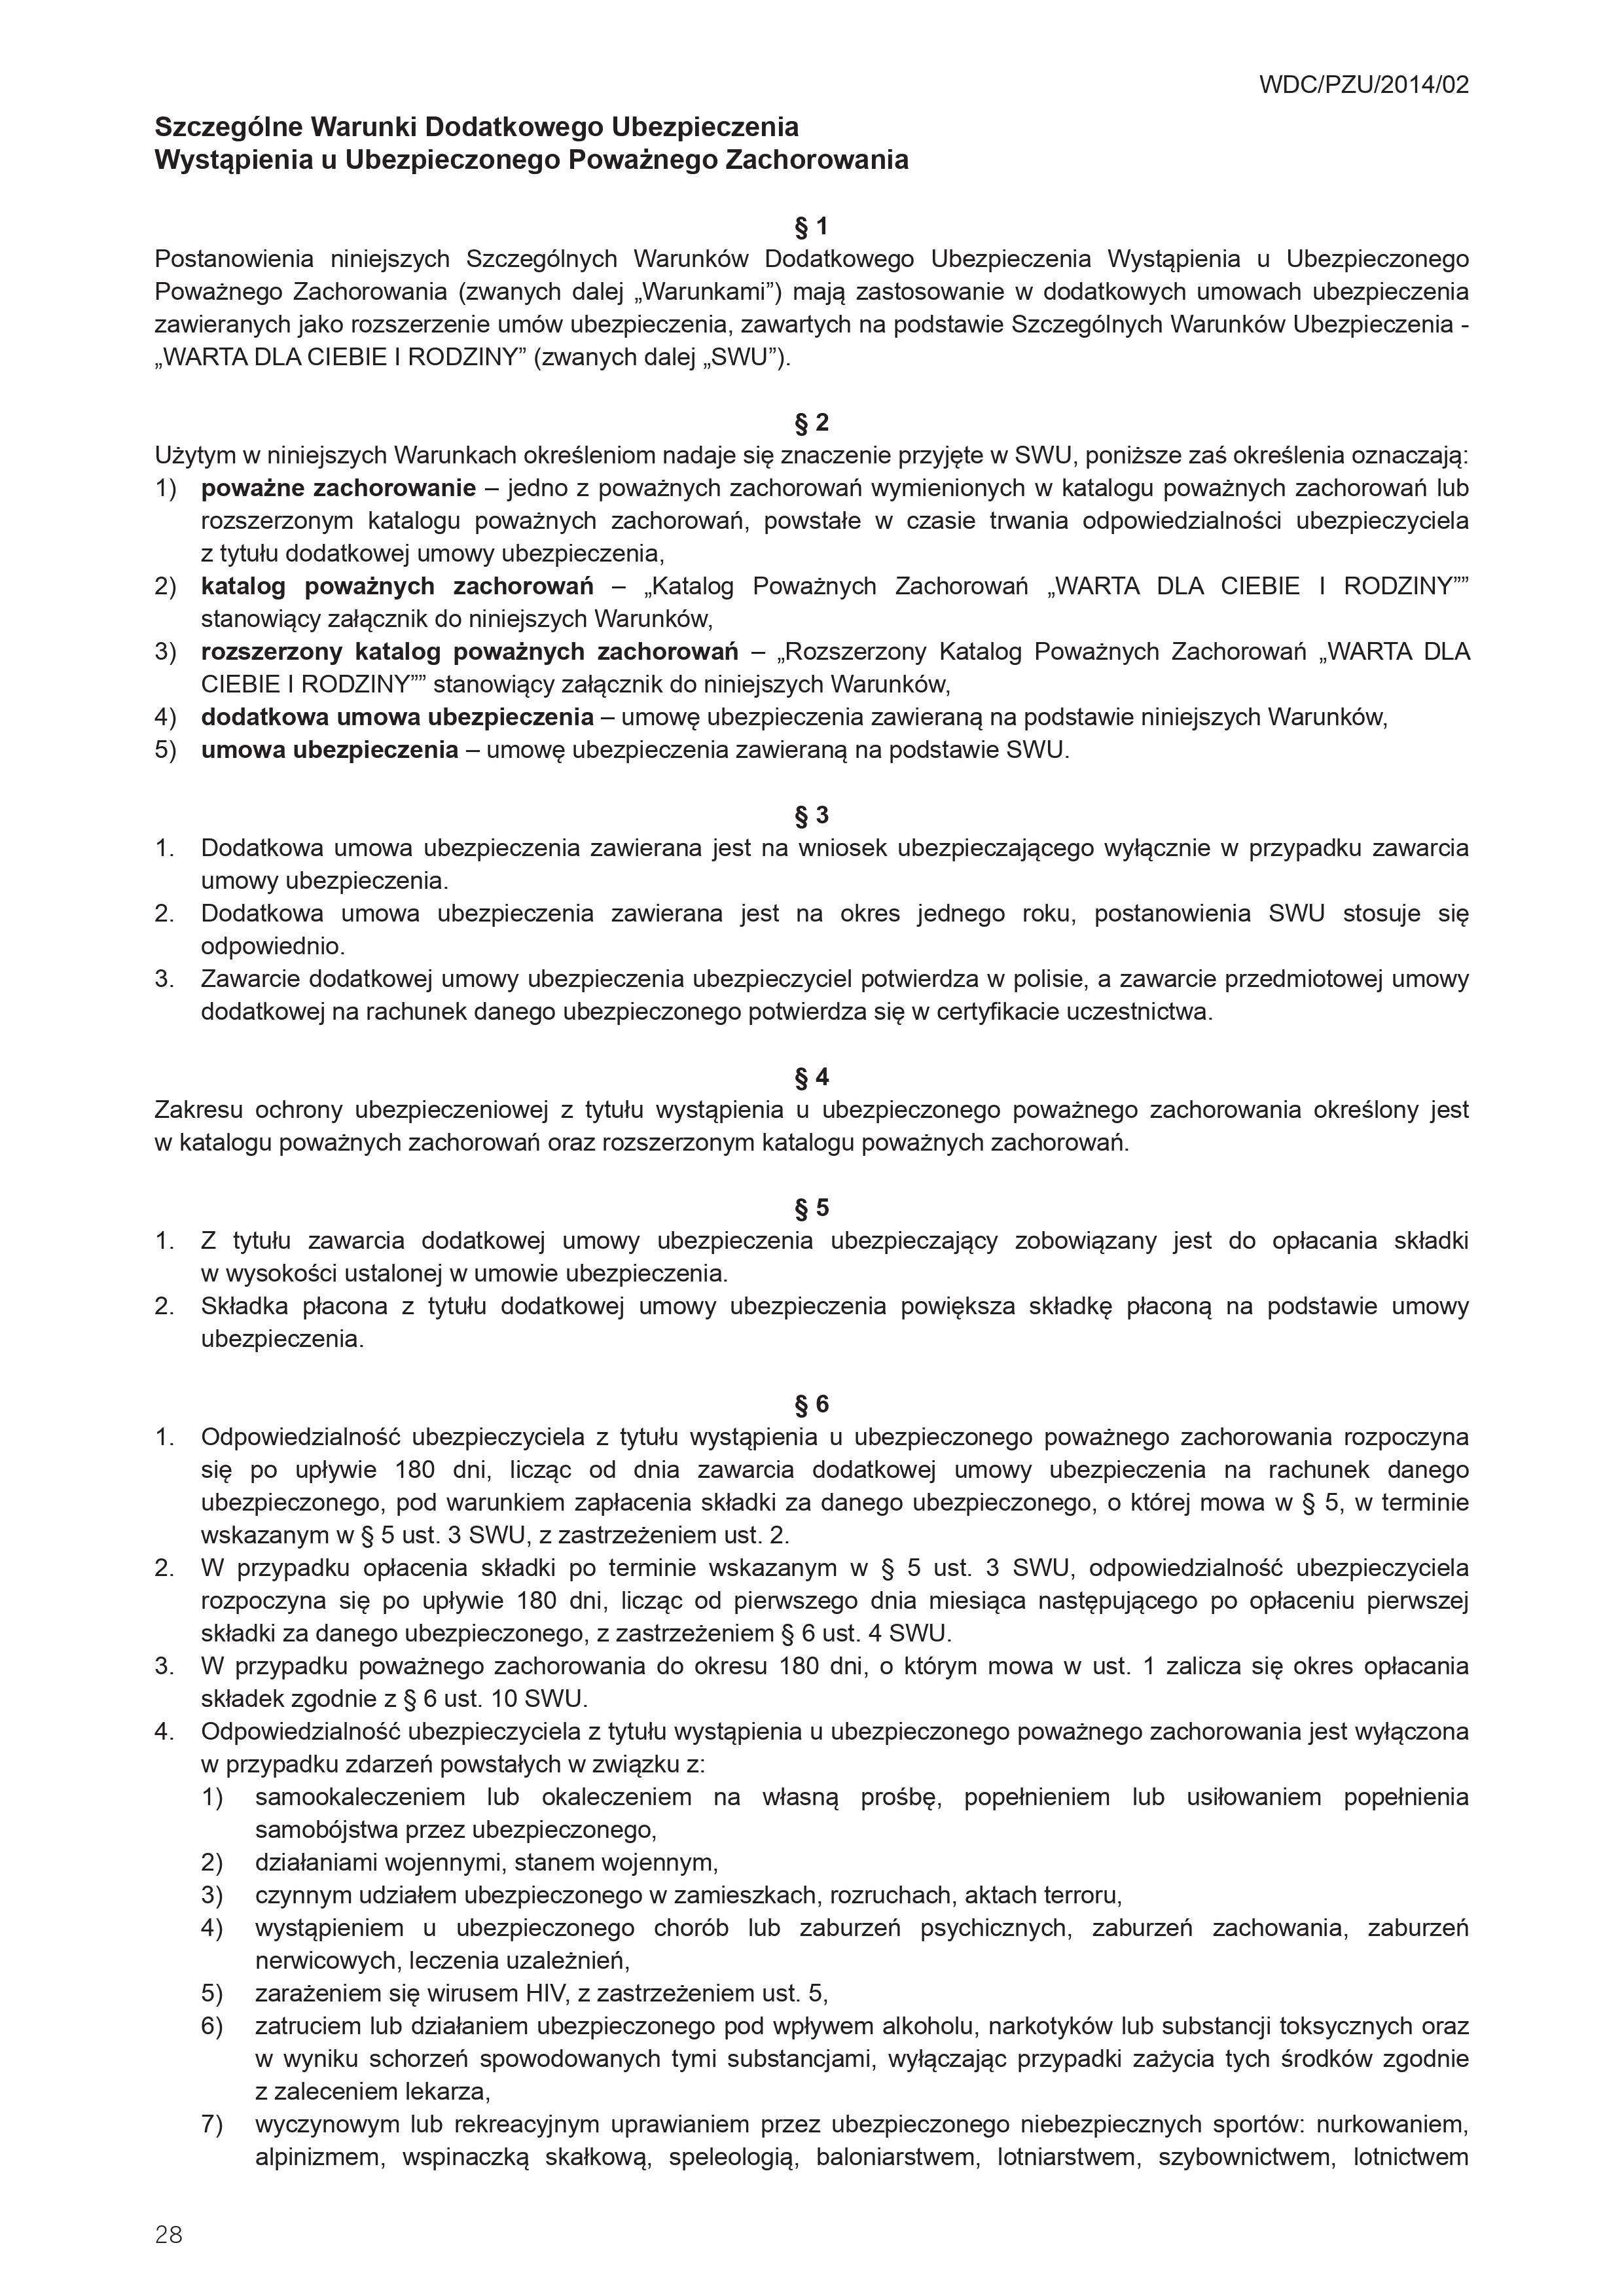 WDC/PZU/2014/02
Szczególne Warunki Dodatkowego Ubezpieczenia
Wystąpienia u Ubezpieczonego Poważnego Zachorowania
§ 1
Postanowienia niniejszych Szczególnych Warunków Dodatkowego Ubezpieczenia Wystąpienia u Ubezpieczonego
Poważnego Zachorowania (zwanych dalej „Warunkami”) mają zastosowanie w dodatkowych umowach ubezpieczenia
zawieranych jako rozszerzenie umów ubezpieczenia, zawartych na podstawie Szczególnych Warunków Ubezpieczenia -
„WARTA DLA CIEBIE I RODZINY” (zwanych dalej „SWU”).
§ 2
Użytym w niniejszych Warunkach określeniom nadaje się znaczenie przyjęte w SWU, poniższe zaś określenia oznaczają:
1) poważne zachorowanie – jedno z poważnych zachorowań wymienionych w katalogu poważnych zachorowań lub
rozszerzonym katalogu poważnych zachorowań, powstałe w czasie trwania odpowiedzialności ubezpieczyciela
z tytułu dodatkowej umowy ubezpieczenia,
2) katalog poważnych zachorowań – „Katalog Poważnych Zachorowań „WARTA DLA CIEBIE I RODZINY””
stanowiący załącznik do niniejszych Warunków,
3) rozszerzony katalog poważnych zachorowań – „Rozszerzony Katalog Poważnych Zachorowań „WARTA DLA
CIEBIE I RODZINY”” stanowiący załącznik do niniejszych Warunków,
4) dodatkowa umowa ubezpieczenia – umowę ubezpieczenia zawieraną na podstawie niniejszych Warunków,
5) umowa ubezpieczenia – umowę ubezpieczenia zawieraną na podstawie SWU.
§ 3
1. Dodatkowa umowa ubezpieczenia zawierana jest na wniosek ubezpieczającego wyłącznie w przypadku zawarcia
umowy ubezpieczenia.
2. Dodatkowa umowa ubezpieczenia zawierana jest na okres jednego roku, postanowienia SWU stosuje się
odpowiednio.
3. Zawarcie dodatkowej umowy ubezpieczenia ubezpieczyciel potwierdza w polisie, a zawarcie przedmiotowej umowy
dodatkowej na rachunek danego ubezpieczonego potwierdza się w certyfikacie uczestnictwa.
§ 4
Zakresu ochrony ubezpieczeniowej z tytułu wystąpienia u ubezpieczonego poważnego zachorowania określony jest
w katalogu poważnych zachorowań oraz rozszerzonym katalogu poważnych zachorowań.
§ 5
1. Z tytułu zawarcia dodatkowej umowy ubezpieczenia ubezpieczający zobowiązany jest do opłacania składki
w wysokości ustalonej w umowie ubezpieczenia.
2. Składka płacona z tytułu dodatkowej umowy ubezpieczenia powiększa składkę płaconą na podstawie umowy
ubezpieczenia.
§ 6
1. Odpowiedzialność ubezpieczyciela z tytułu wystąpienia u ubezpieczonego poważnego zachorowania rozpoczyna
się po upływie 180 dni, licząc od dnia zawarcia dodatkowej umowy ubezpieczenia na rachunek danego
ubezpieczonego, pod warunkiem zapłacenia składki za danego ubezpieczonego, o której mowa w § 5, w terminie
wskazanym w § 5 ust. 3 SWU, z zastrzeżeniem ust. 2.
2. W przypadku opłacenia składki po terminie wskazanym w § 5 ust. 3 SWU, odpowiedzialność ubezpieczyciela
rozpoczyna się po upływie 180 dni, licząc od pierwszego dnia miesiąca następującego po opłaceniu pierwszej
składki za danego ubezpieczonego, z zastrzeżeniem § 6 ust. 4 SWU.
3. W przypadku poważnego zachorowania do okresu 180 dni, o którym mowa w ust. 1 zalicza się okres opłacania
składek zgodnie z § 6 ust. 10 SWU.
4. Odpowiedzialność ubezpieczyciela z tytułu wystąpienia u ubezpieczonego poważnego zachorowania jest wyłączona
w przypadku zdarzeń powstałych w związku z:
1) samookaleczeniem lub okaleczeniem na własną prośbę, popełnieniem lub usiłowaniem popełnienia
samobójstwa przez ubezpieczonego,
2) działaniami wojennymi, stanem wojennym,
3) czynnym udziałem ubezpieczonego w zamieszkach, rozruchach, aktach terroru,
4) wystąpieniem u ubezpieczonego chorób lub zaburzeń psychicznych, zaburzeń zachowania, zaburzeń
nerwicowych, leczenia uzależnień,
5) zarażeniem się wirusem HIV, z zastrzeżeniem ust. 5,
6) zatruciem lub działaniem ubezpieczonego pod wpływem alkoholu, narkotyków lub substancji toksycznych oraz
w wyniku schorzeń spowodowanych tymi substancjami, wyłączając przypadki zażycia tych środków zgodnie
z zaleceniem lekarza,
7) wyczynowym lub rekreacyjnym uprawianiem przez ubezpieczonego niebezpiecznych sportów: nurkowaniem,
alpinizmem, wspinaczką skałkową, speleologią, baloniarstwem, lotniarstwem, szybownictwem, lotnictwem
28